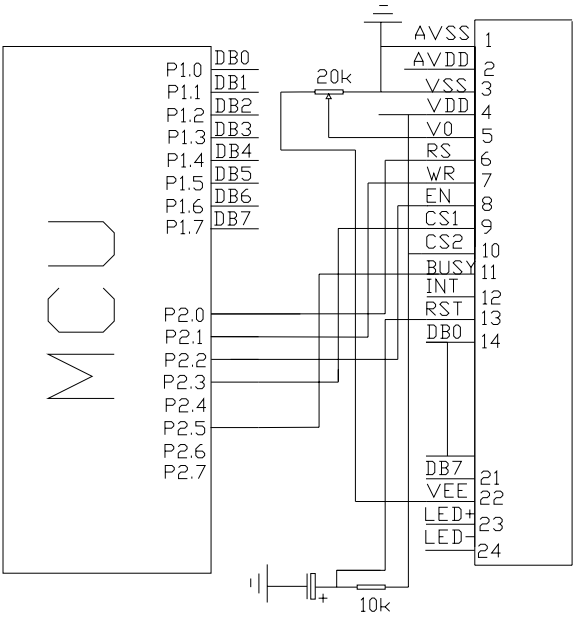 MCU
P1.0 DB0
P1.1 DB1
P1.2 DB2
P1.3 DB3
P1.4 DB4
P1.5 DB5
P1.6 DB6
P1.7 DB7
P2.0
P2.1
P2.2
P2.3
P2.4
P2.5
P2.6
P2.7
20k
AVSS 1
AVDD 2
VSS 3
VDD 4
V0 5
RS 6
WR 7
EN 8
CS1 9
CS2 10
BUSY 11
INT 12
RST 13
DB0 14
DB7 21
VEE 22
LED+ 23
LED- 24
+
10k